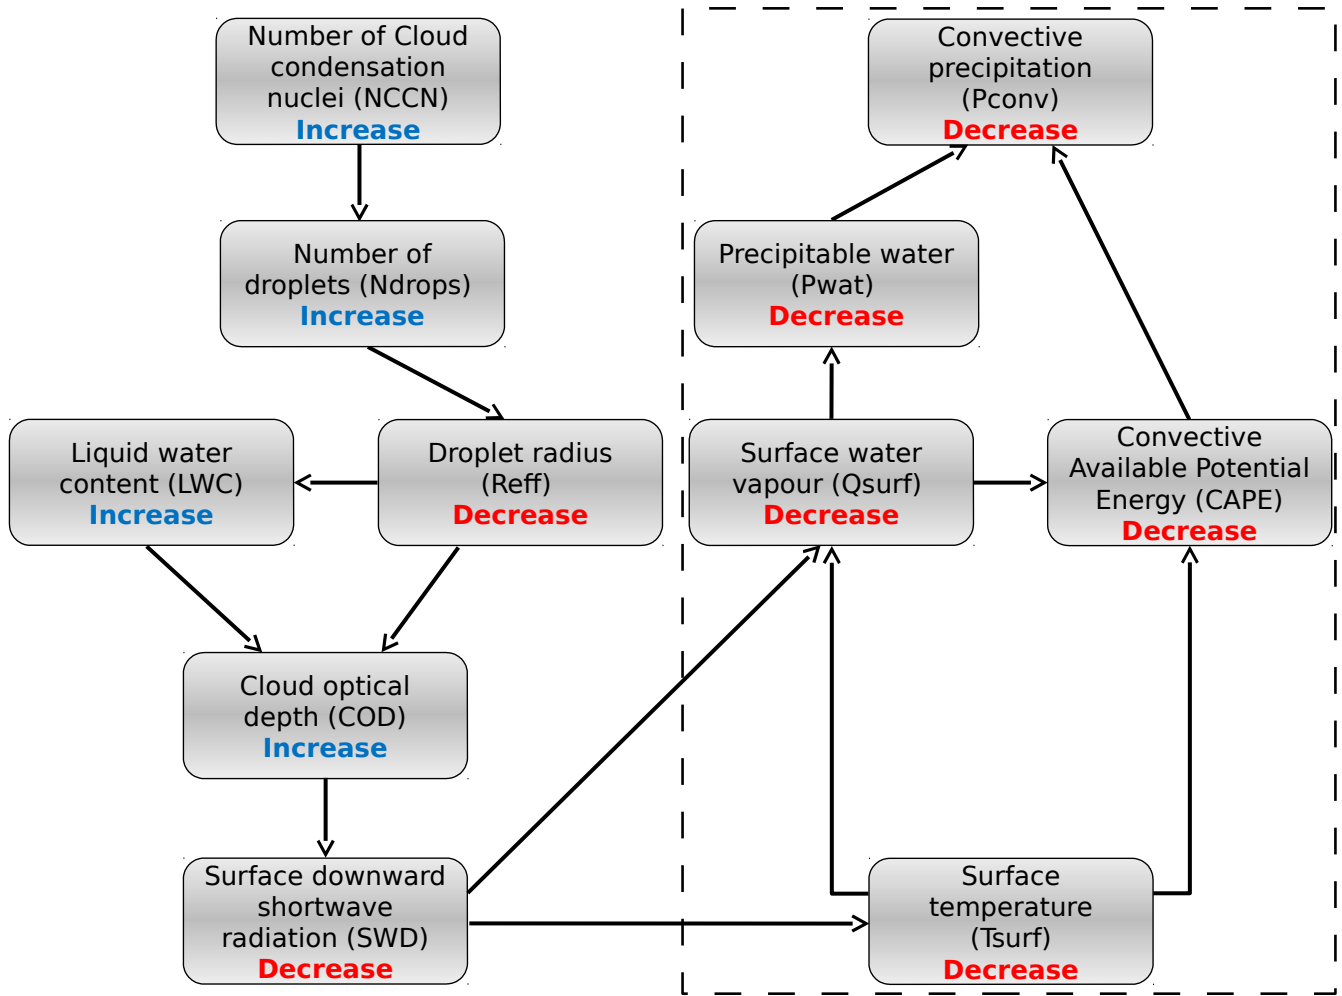 Number of Cloud
condensation
nuclei (NCCN)
Increase
Number of
droplets (Ndrops)
Increase
Liquid water
content (LWC)
Increase
Droplet radius
(Reff)
Decrease
Cloud optical
depth (COD)
Increase
Surface downward
shortwave
radiation (SWD)
Decrease
Convective
precipitation
(Pconv)
Decrease
Precipitable water
(Pwat)
Decrease
Surface water
vapour (Qsurf)
Decrease
Convective
Available Potential
Energy (CAPE)
Decrease
Surface
temperature
(Tsurf)
Decrease